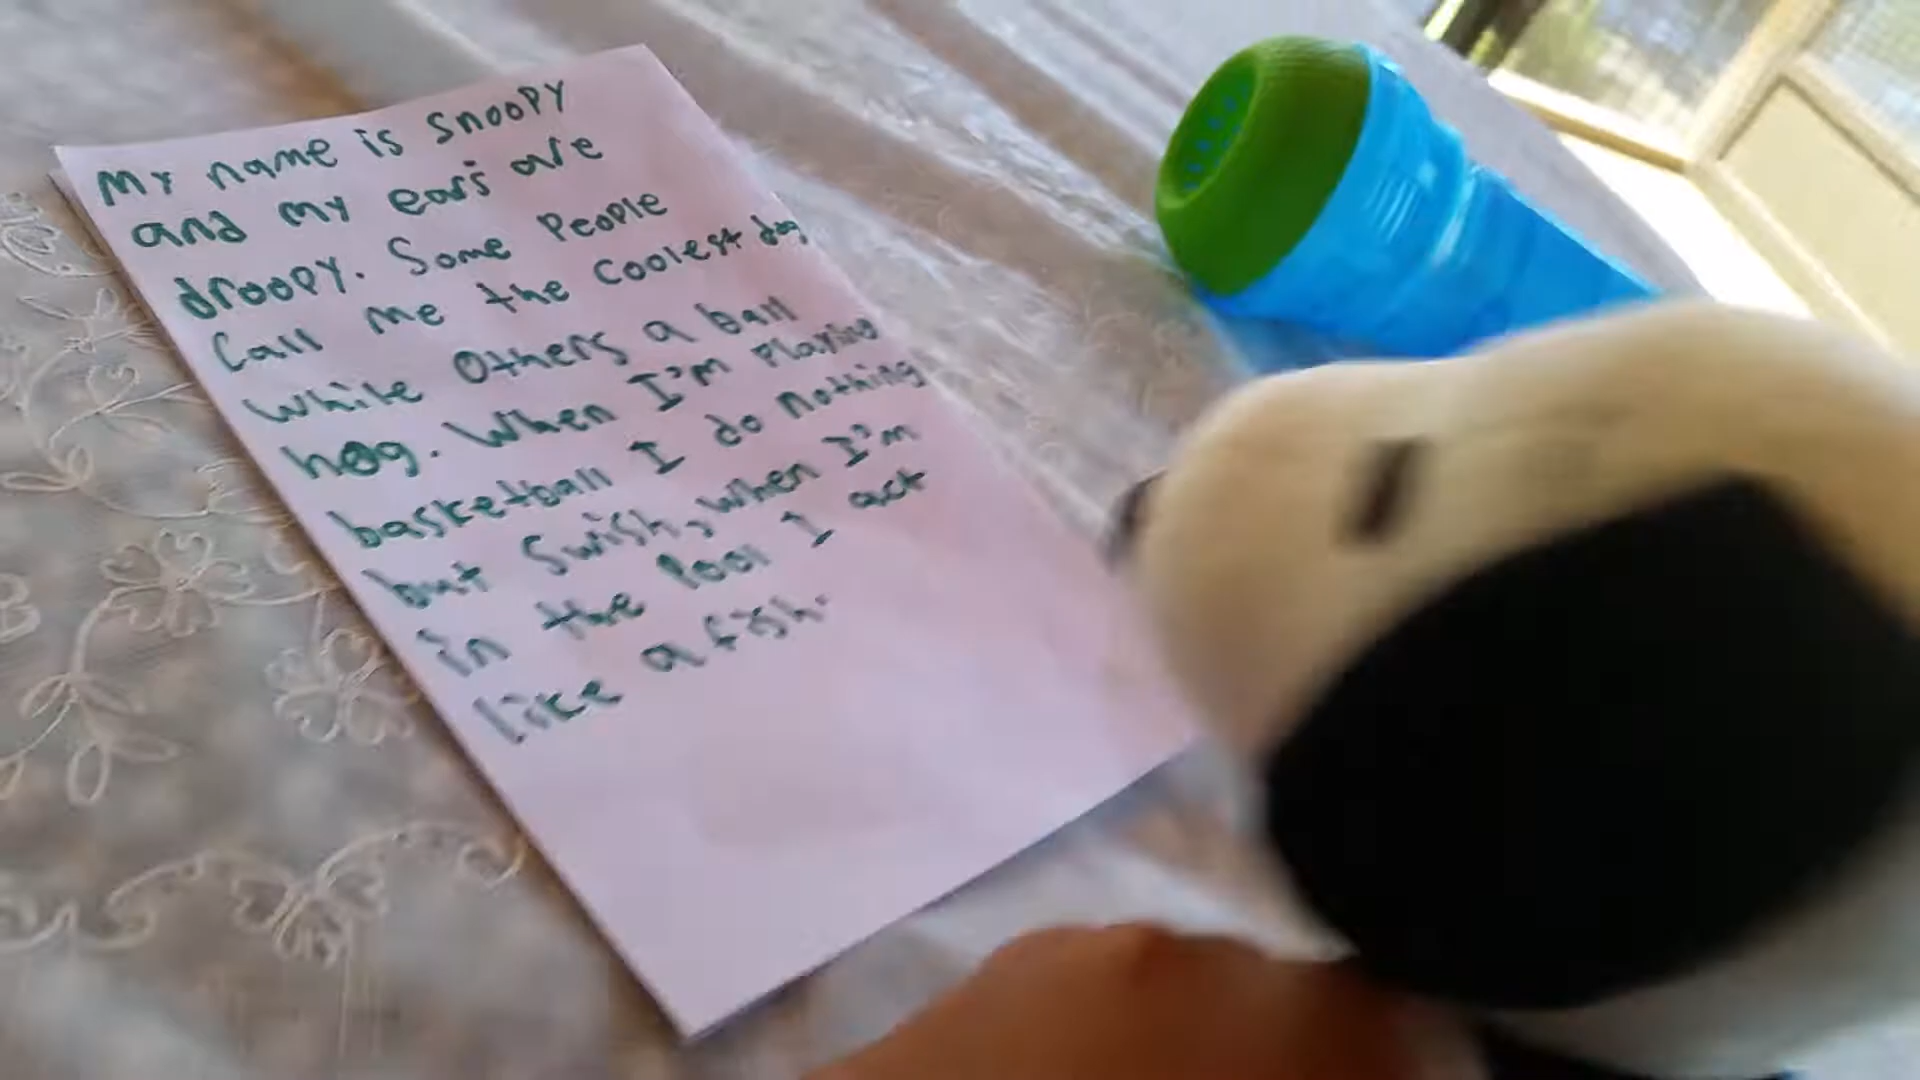 My name is Snoopy
and my ears are
droopy. Some People
Call me the Coolest dog
while Others a ball
hog. When I'm Playing
basketball I do nothing
but Swish, when I'm
in the Pool I act
like a fish.